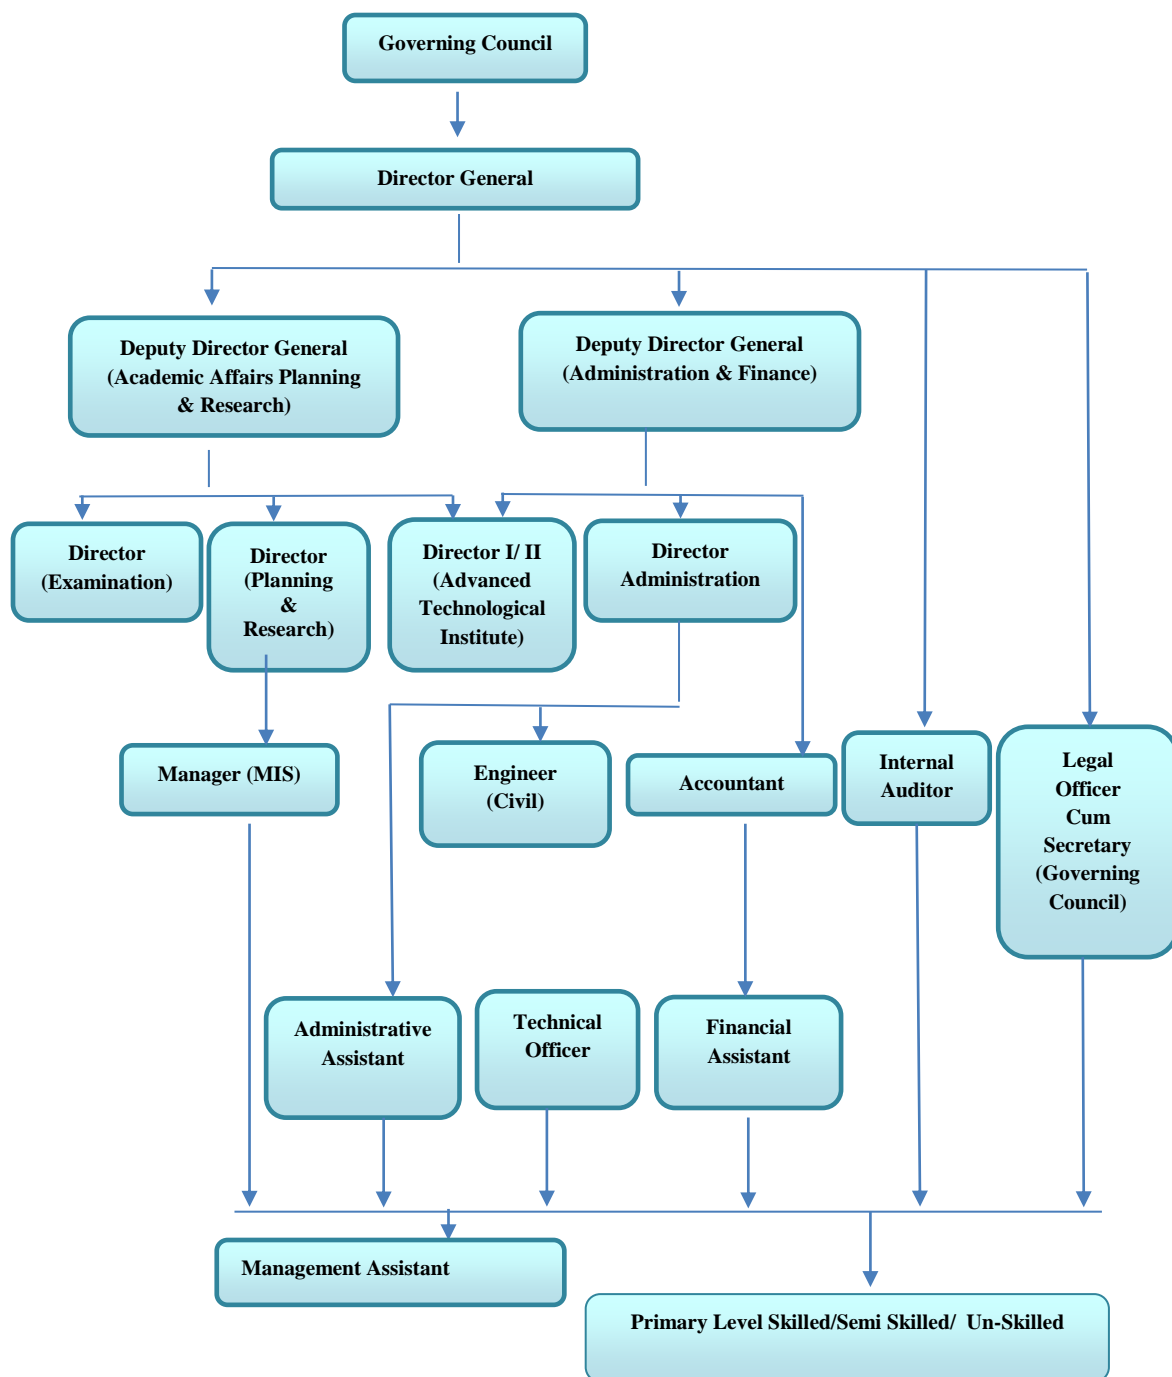 Governing Council
Director General
Deputy Director General
(Academic Affairs Planning
& Research)
Deputy Director General
(Administration & Finance)
Director
(Examination)
Director
(Planning
&
Research)
Director I/ II
(Advanced
Technological
Institute)
Director
Administration
Manager (MIS)
Engineer
(Civil)
Accountant
Internal
Auditor
Legal
Officer
Cum
Secretary
(Governing
Council)
Administrative
Assistant
Technical
Officer
Financial
Assistant
Management Assistant
Primary Level Skilled/Semi Skilled/ Un-Skilled